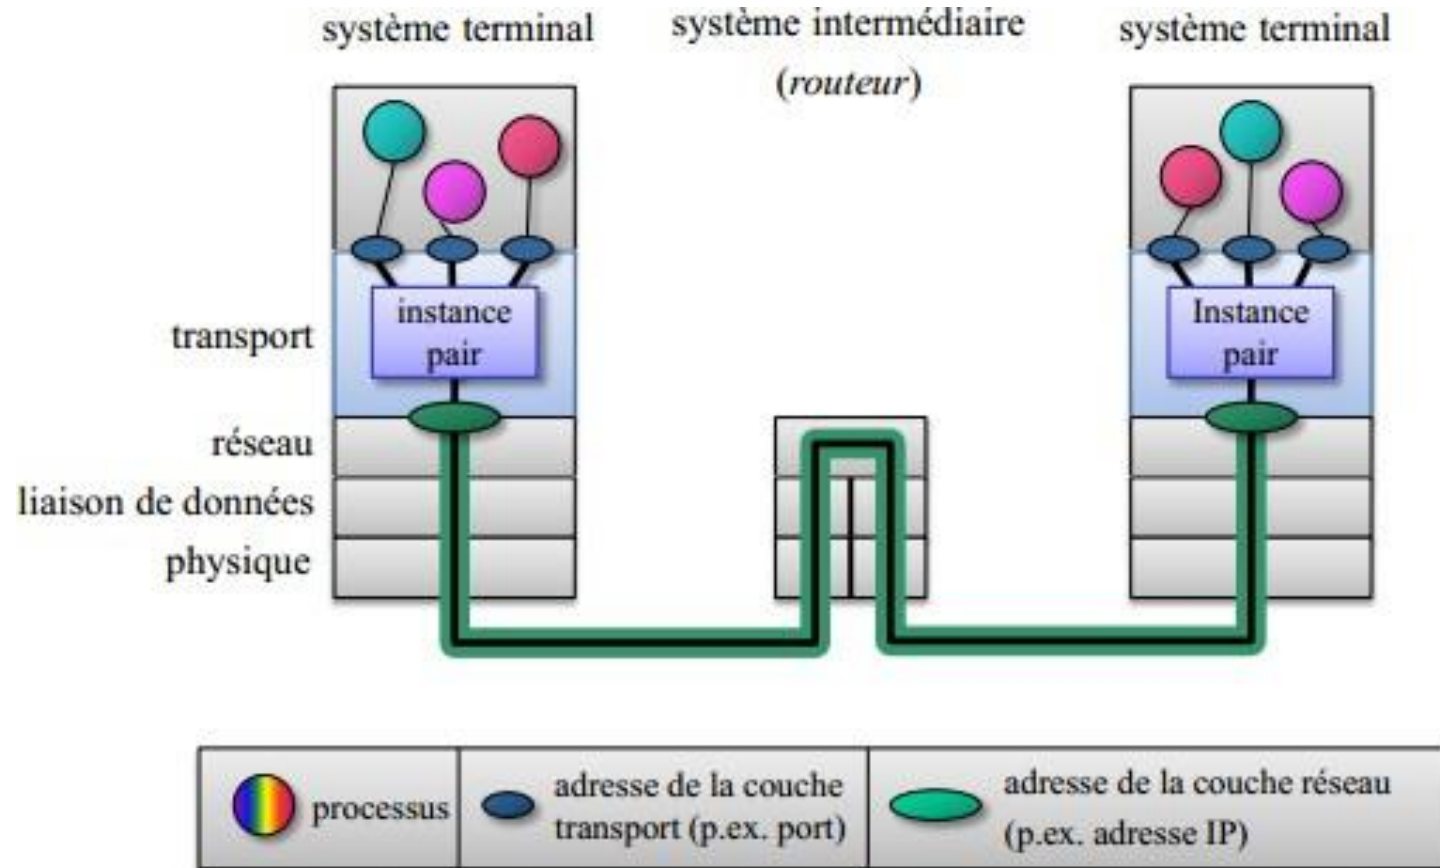 système terminal
système intermédiaire
(routeur)
système terminal
instance
pair
Instance
pair
transport
réseau
liaison de données
physique
processus
adresse de la couche
transport (p.ex. port)
adresse de la couche réseau
(p.ex. adresse IP)